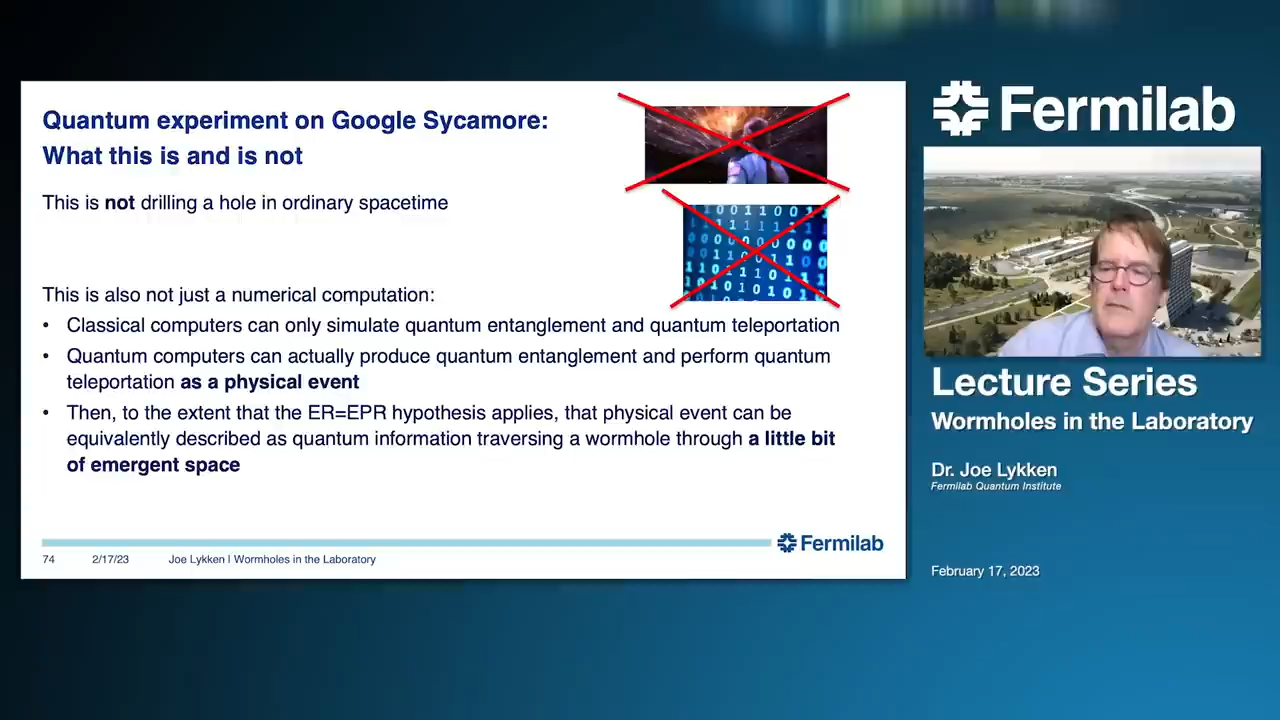 Quantum experiment on Google Sycamore:
What this is and is not
This is not drilling a hole in ordinary spacetime
This is also not just a numerical computation:
• Classical computers can only simulate quantum entanglement and quantum teleportation
• Quantum computers can actually produce quantum entanglement and perform quantum
teleportation as a physical event
• Then, to the extent that the ER=EPR hypothesis applies, that physical event can be
equivalently described as quantum information traversing a wormhole through a little bit
of emergent space
Fermilab
74 2/17/23 Joe Lykken | Wormholes in the Laboratory
Fermilab
Lecture Series
Wormholes in the Laboratory
Dr. Joe Lykken
Fermilab Quantum Institute
February 17, 2023